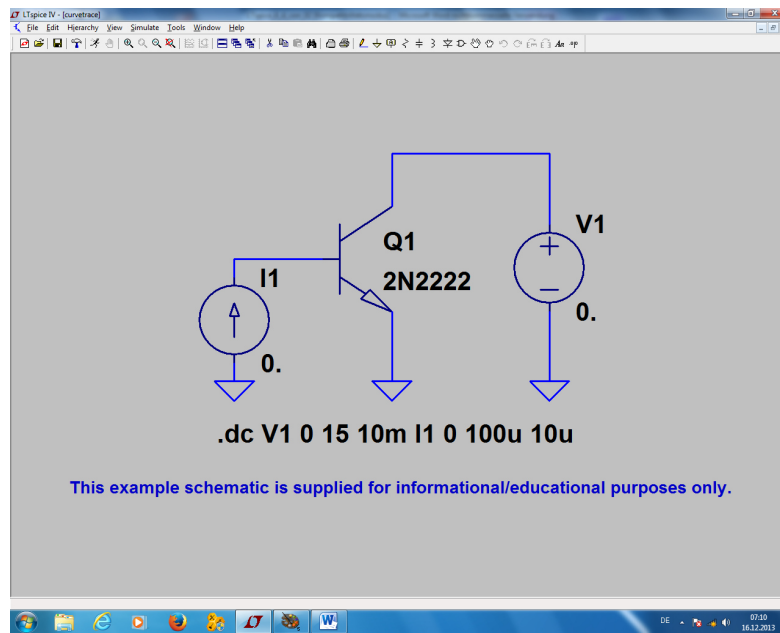 LTspice IV - [curvetrace]
File Edit Hierarchy View Simulate Tools Window Help
Q1
2N2222
I1
0.
V1
0.
.dc V1 0 15 10m I1 0 100u 10u
This example schematic is supplied for informational/educational purposes only.
DE
07:10
16.12.2013